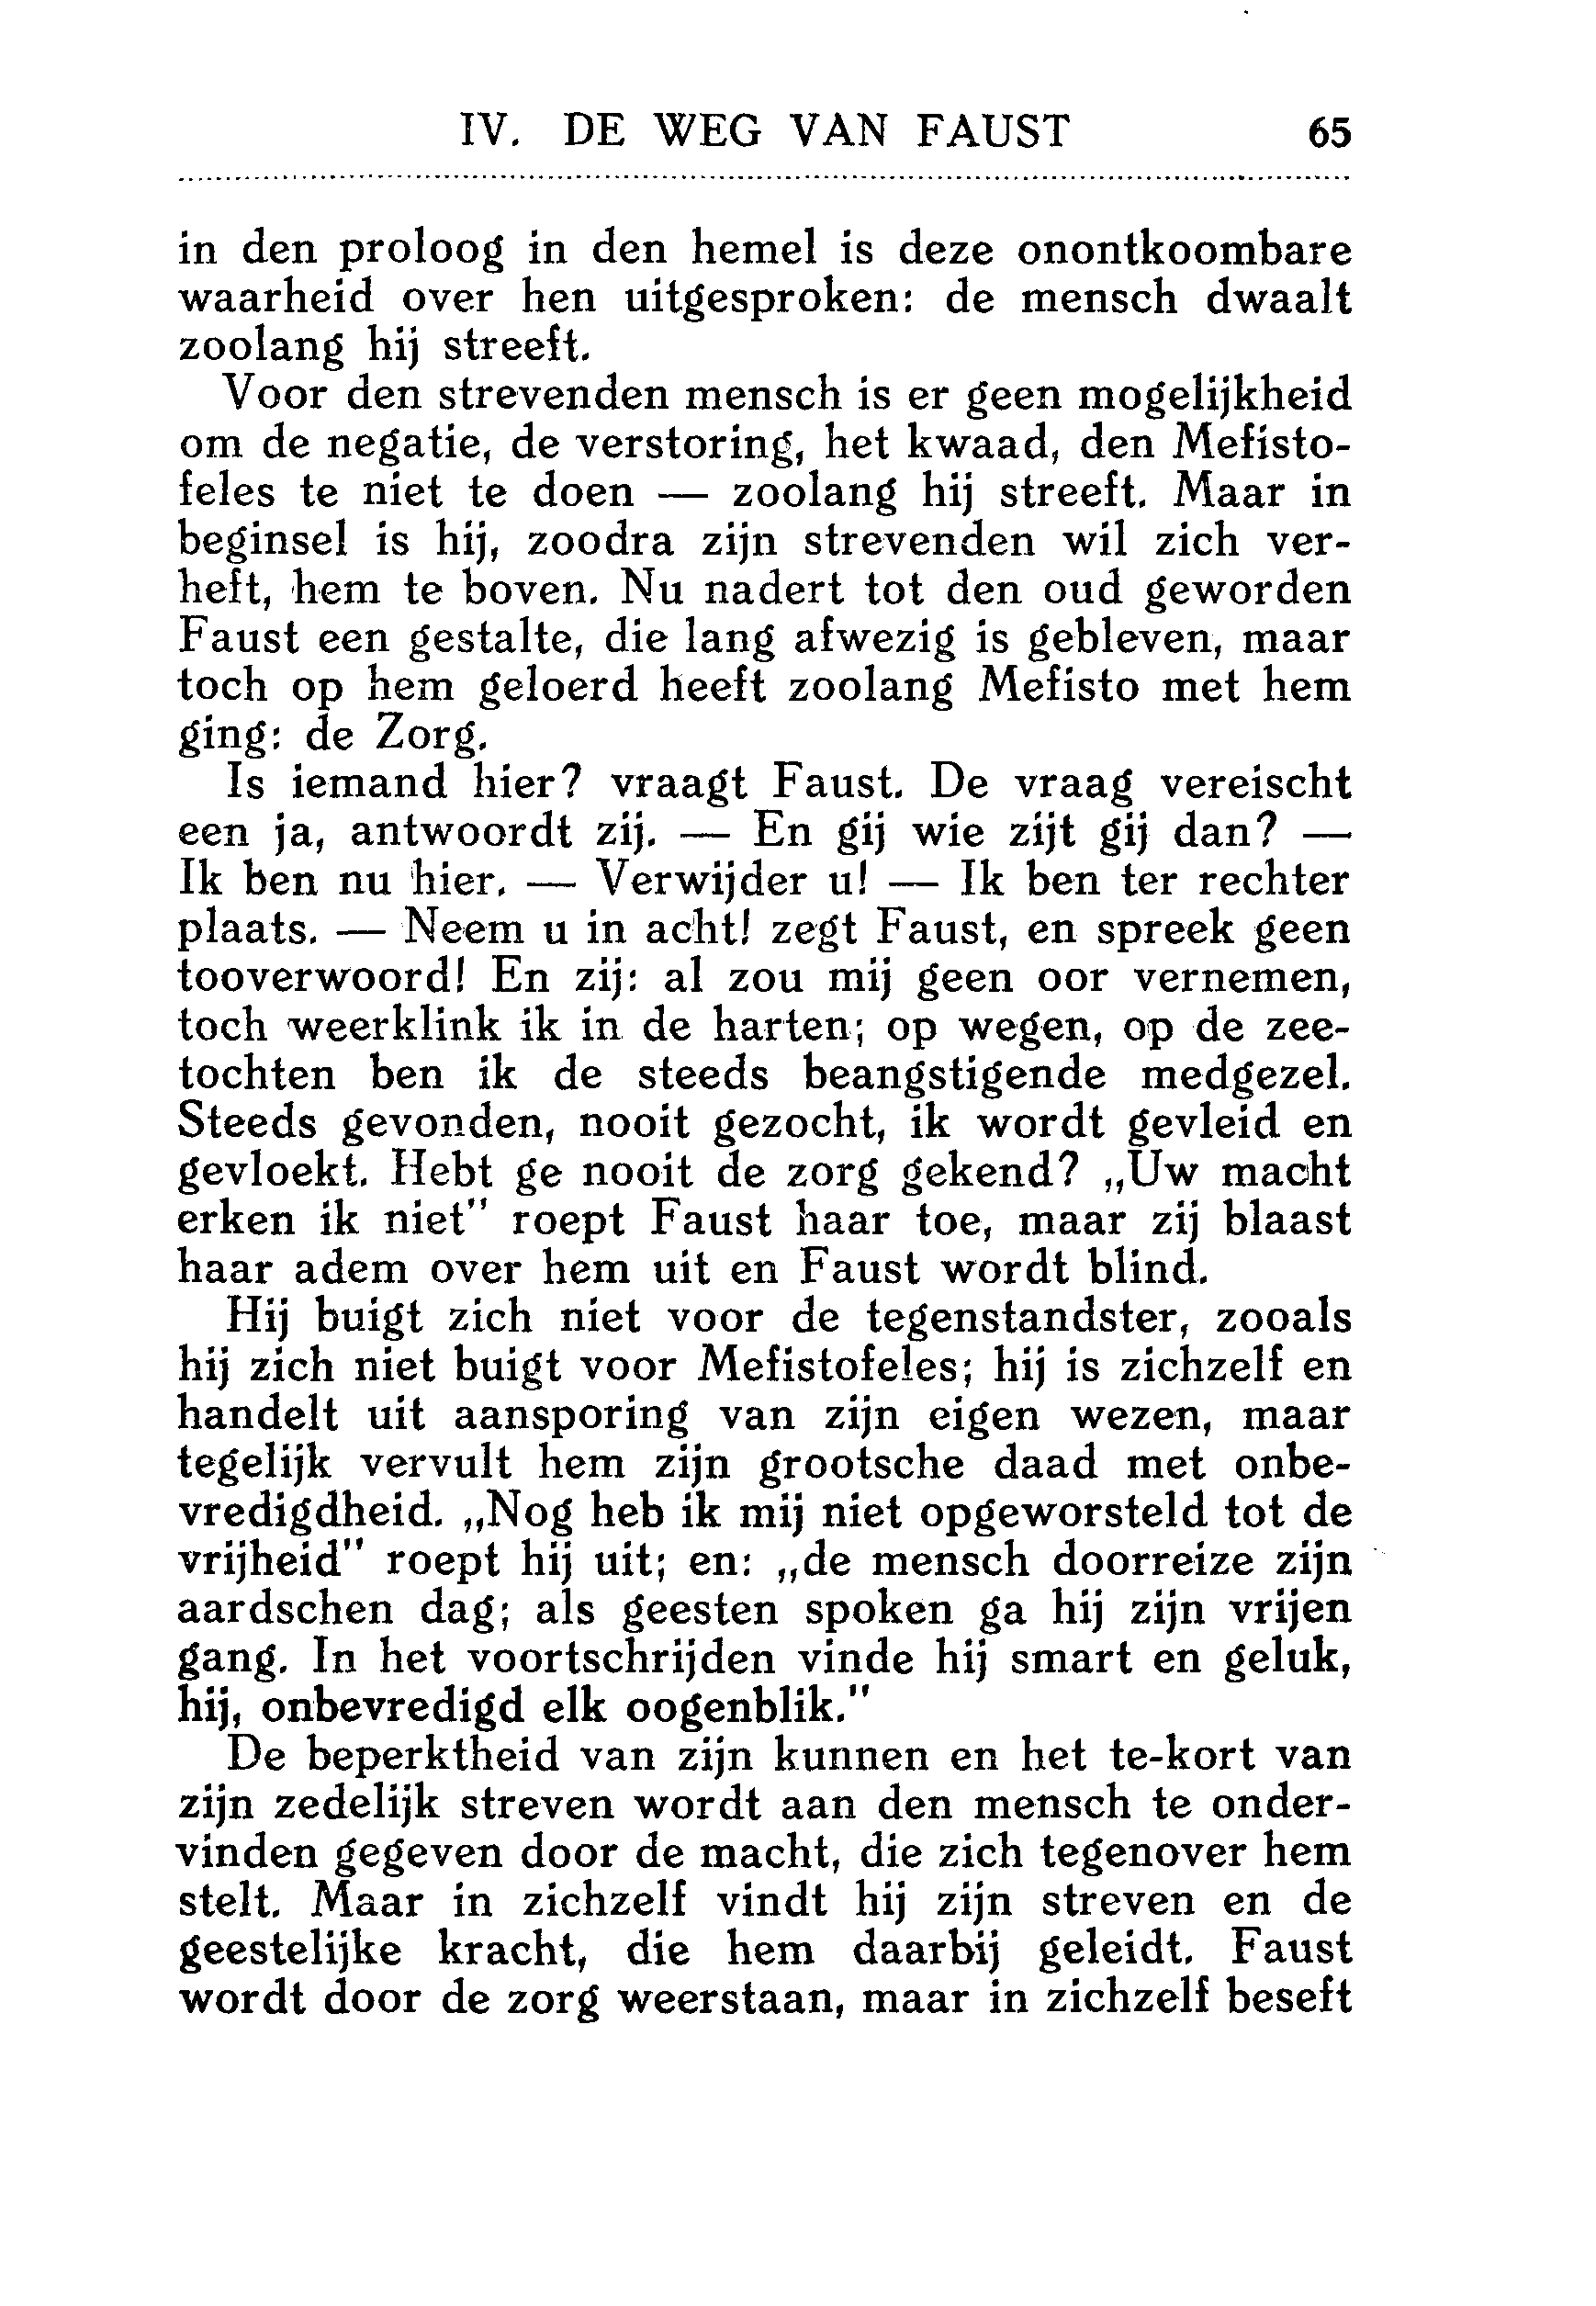 IV. DE WEG VAN FAUST 65
in den proloog in den hemel is deze onontkoombare
waarheid over hen uitgesproken: de mensch dwaalt
zoolang hij streeft.
Voor den strevenden mensch is er geen mogelijkheid
om de negatie, de verstoring, het kwaad, den Mefisto-
feles te niet te doen — zoolang hij streeft. Maar in
beginsel is hij, zoodra zijn strevenden wil zich ver-
heft, hem te boven. Nu nadert tot den oud geworden
Faust een gestalte, die lang afwezig is gebleven, maar
toch op hem geloerd heeft zoolang Mefisto met hem
ging: de Zorg.
Is iemand hier? vraagt Faust. De vraag vereischt
een ja, antwoordt zij. — En gij wie zijt gij dan? —
Ik ben nu hier. — Verwijder u! — Ik ben ter rechter
plaats. — Neem u in acht! zegt Faust, en spreek geen
tooverwoord! En zij: al zou mij geen oor vernemen,
toch weerklink ik in de harten; op wegen, op de zee-
tochten ben ik de steeds beangstigende medgezel.
Steeds gevonden, nooit gezocht, ik wordt gevleid en
gevloekt. Hebt ge nooit de zorg gekend? „Uw macht
erken ik niet" roept Faust haar toe, maar zij blaast
haar adem over hem uit en Faust wordt blind.
Hij buigt zich niet voor de tegenstandster, zooals
hij zich niet buigt voor Mefistofeles; hij is zichzelf en
handelt uit aansporing van zijn eigen wezen, maar
tegelijk vervult hem zijn grootsche daad met onbe-
vredigdheid. „Nog heb ik mij niet opgeworsteld tot de
vrijheid" roept hij uit; en: „de mensch doorreize zijn
aardschen dag; als geesten spoken ga hij zijn vrijen
gang. In het voortschrijden vinde hij smart en geluk,
hij, onbevredigd elk oogenblik."
De beperktheid van zijn kunnen en het te-kort van
zijn zedelijk streven wordt aan den mensch te onder-
vinden gegeven door de macht, die zich tegenover hem
stelt. Maar in zichzelf vindt hij zijn streven en de
geestelijke kracht, die hem daarbij geleidt. Faust
wordt door de zorg weerstaan, maar in zichzelf beseft